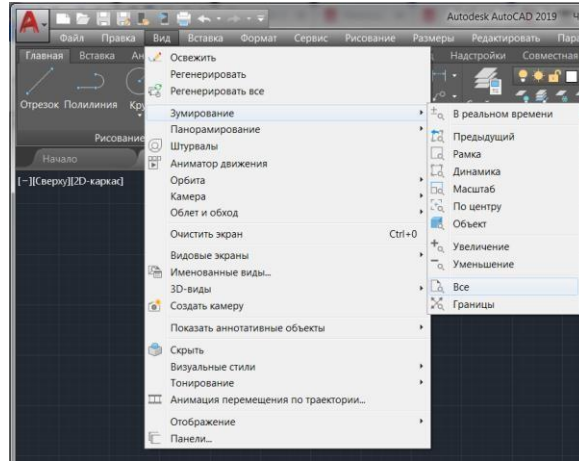 Autodesk AutoCAD 2019
Файл Правка Вид Вставка Формат Сервис Рисование Размеры Редактировать
Главная Вставка
Надстройки Совместная
Отрезок Полилиния
Рисование
Начало
[−][Сверху][2D-каркас]
Освежить
Регенерировать
Регенерировать все
Зумирование
Панорамирование
Штурвалы
Аниматор движения
Орбита
Камера
Облет и обход
Очистить экран Ctrl+0
Видовые экраны
Именованные виды...
3D-виды
Создать камеру
Показать аннотативные объекты
Скрыть
Визуальные стили
Тонирование
Анимация перемещения по траектории...
Отображение
Панели...
В реальном времени
Предыдущий
Рамка
Динамика
Масштаб
По центру
Объект
Увеличение
Уменьшение
Все
Границы